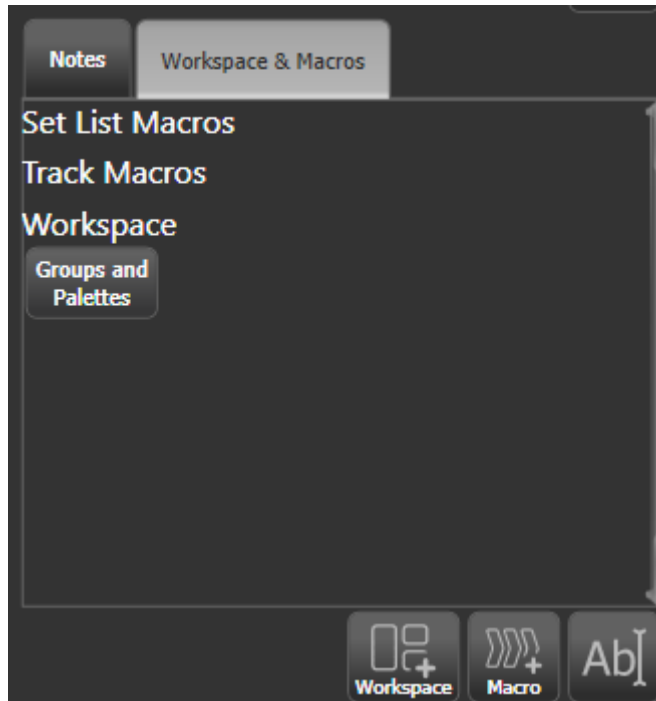 Notes
Workspace & Macros
Set List Macros
Track Macros
Workspace
Groups and
Palettes
Workspace
Macro
Ab